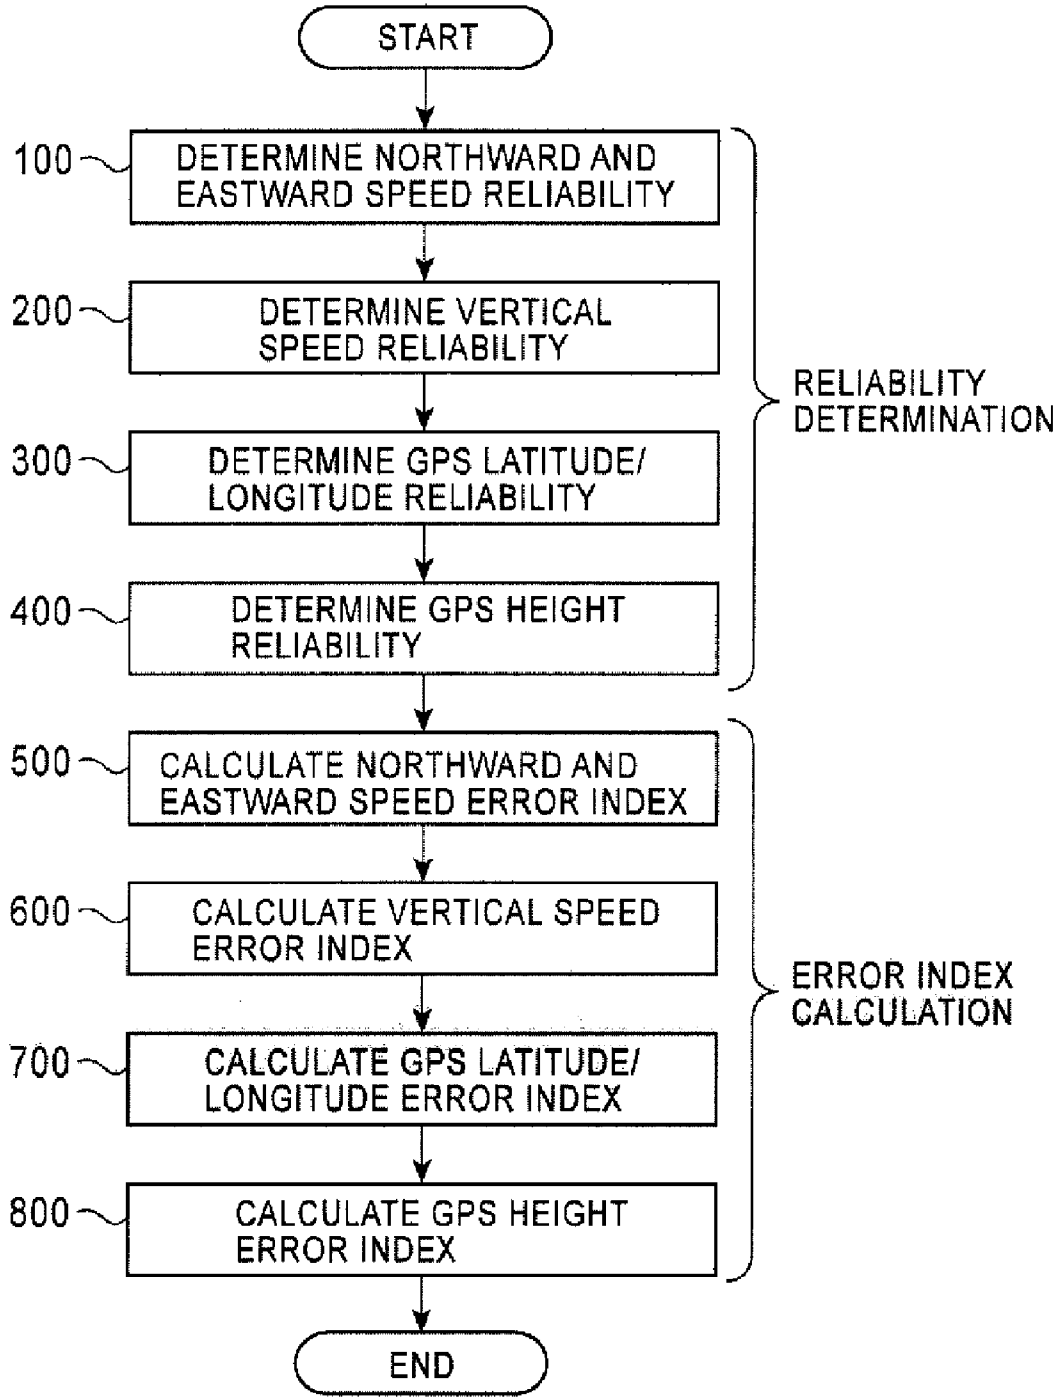 START
100
DETERMINE NORTHWARD AND
EASTWARD SPEED RELIABILITY
200
DETERMINE VERTICAL
SPEED RELIABILITY
300
DETERMINE GPS LATITUDE/
LONGITUDE RELIABILITY
400
DETERMINE GPS HEIGHT
RELIABILITY
RELIABILITY
DETERMINATION
500
CALCULATE NORTHWARD AND
EASTWARD SPEED ERROR INDEX
600
CALCULATE VERTICAL SPEED
ERROR INDEX
700
CALCULATE GPS LATITUDE/
LONGITUDE ERROR INDEX
800
CALCULATE GPS HEIGHT
ERROR INDEX
ERROR INDEX
CALCULATION
END